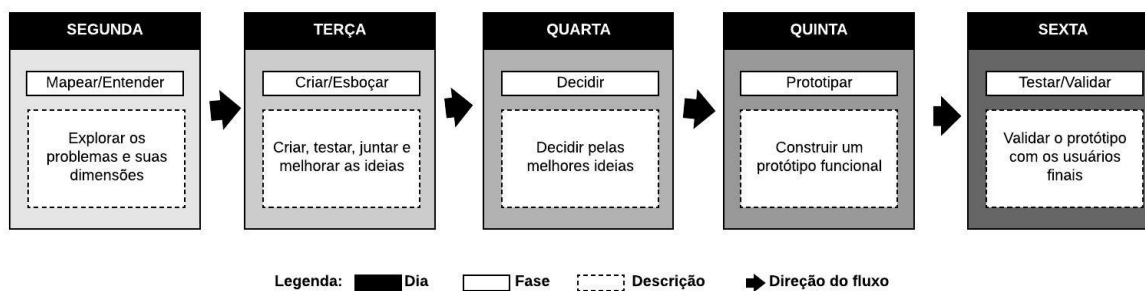 SEGUNDA
Mapear/Entender
Explorar os
problemas e suas
dimensões
TERÇA
Criar/Esboçar
Criar, testar, juntar e
melhorar as ideias
QUARTA
Decidir
Decidir pelas
melhores ideias
QUINTA
Prototipar
Construir um
protótipo funcional
SEXTA
Testar/Validar
Validar o protótipo
com os usuários
finais
Legenda: Dia Fase Descrição Direção do fluxo